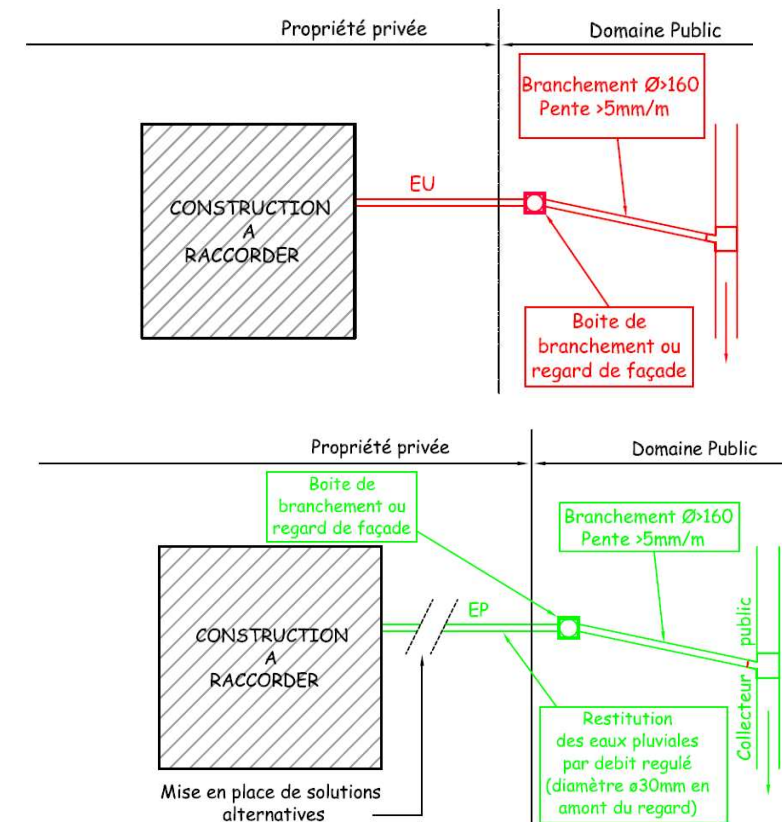 Propriété privée
Domaine Public
Branchement Ø>160
Pente >5mm/m
EU
CONSTRUCTION
A
RACCORDER
Boite de
branchement ou
regard de façade
Propriété privée
Domaine Public
Boite de
branchement ou
regard de façade
Branchement Ø>160
Pente >5mm/m
EP
CONSTRUCTION
A
RACCORDER
Collecteur public
Restitution
des eaux pluviales
par debit regulé
(diamètre ø30mm en
amont du regard)
Mise en place de solutions
alternatives